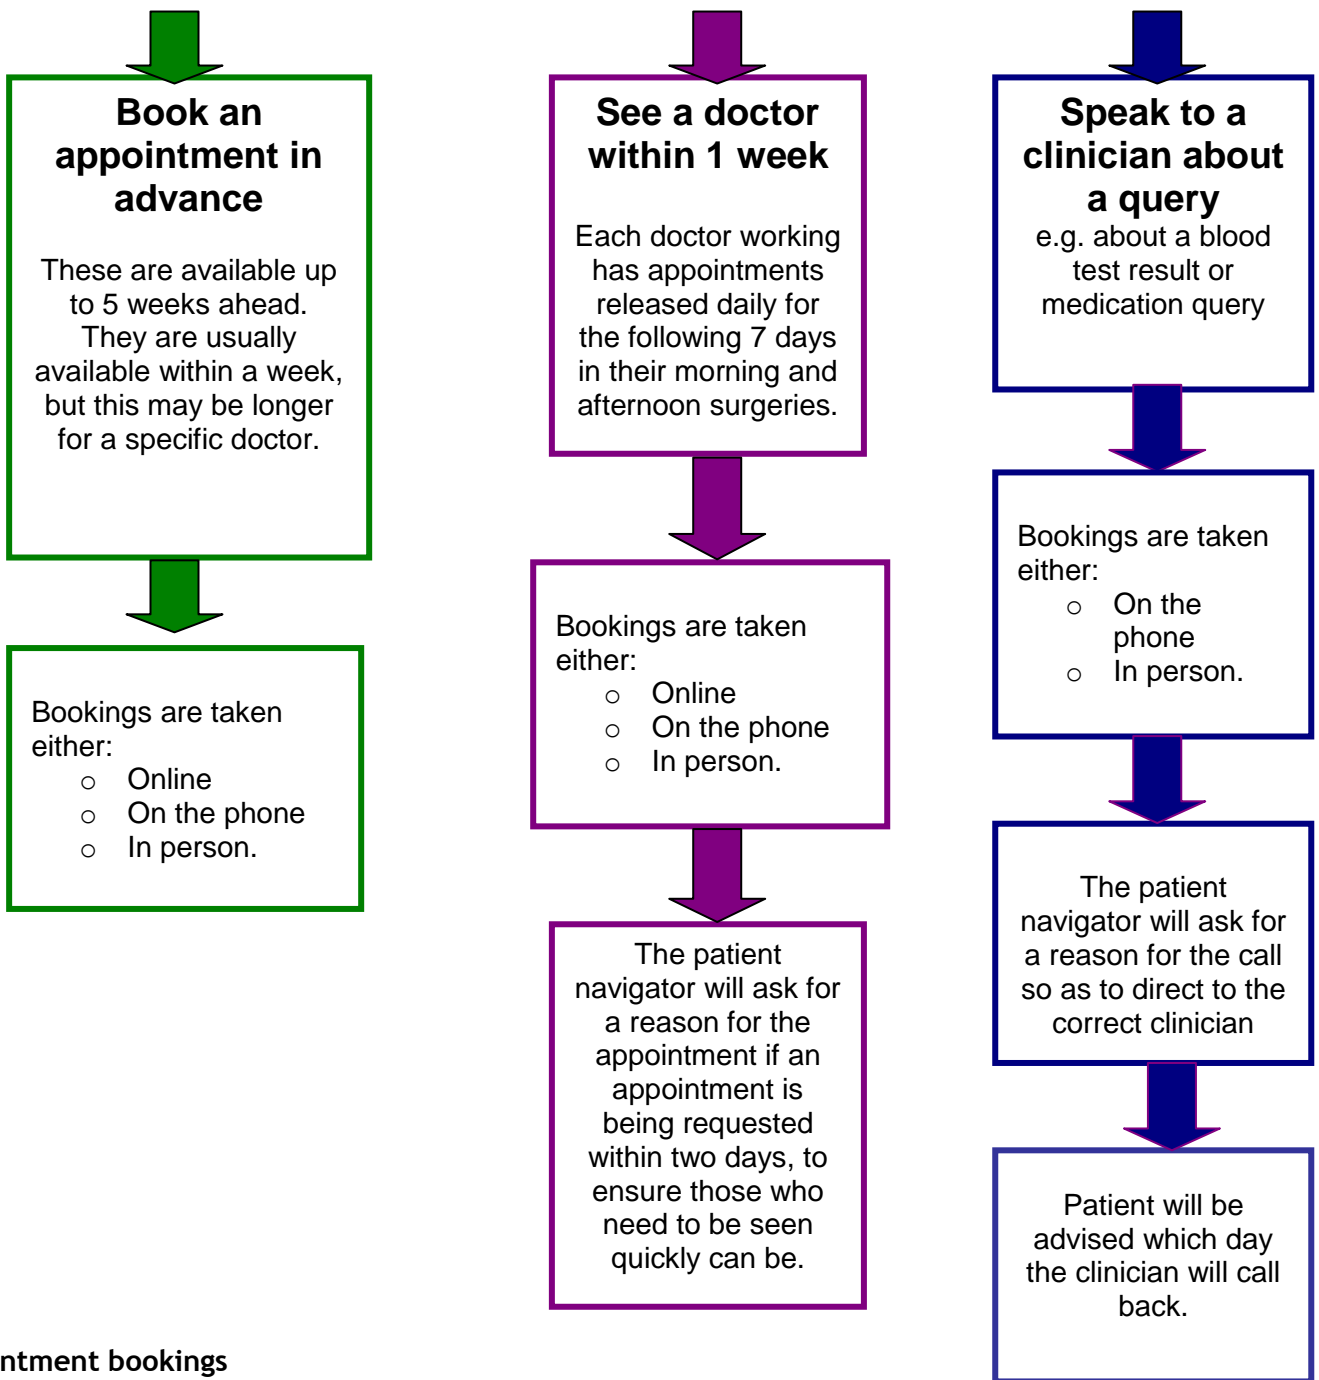 Book an
appointment in
advance
These are available up
to 5 weeks ahead.
They are usually
available within a week,
but this may be longer
for a specific doctor.
Bookings are taken
either:
o Online
o On the phone
o In person.
See a doctor
within 1 week
Each doctor working
has appointments
released daily for
the following 7 days
in their morning and
afternoon surgeries.
Bookings are taken
either:
o Online
o On the phone
o In person.
The patient
navigator will ask for
a reason for the
appointment if an
appointment is
being requested
within two days, to
ensure those who
need to be seen
quickly can be.
Speak to a
clinician about
a query
e.g. about a blood
test result or
medication query
Bookings are taken
either:
o On the
phone
o In person.
The patient
navigator will ask for
a reason for the call
so as to direct to the
correct clinician
Patient will be
advised which day
the clinician will call
back.
ntment bookings